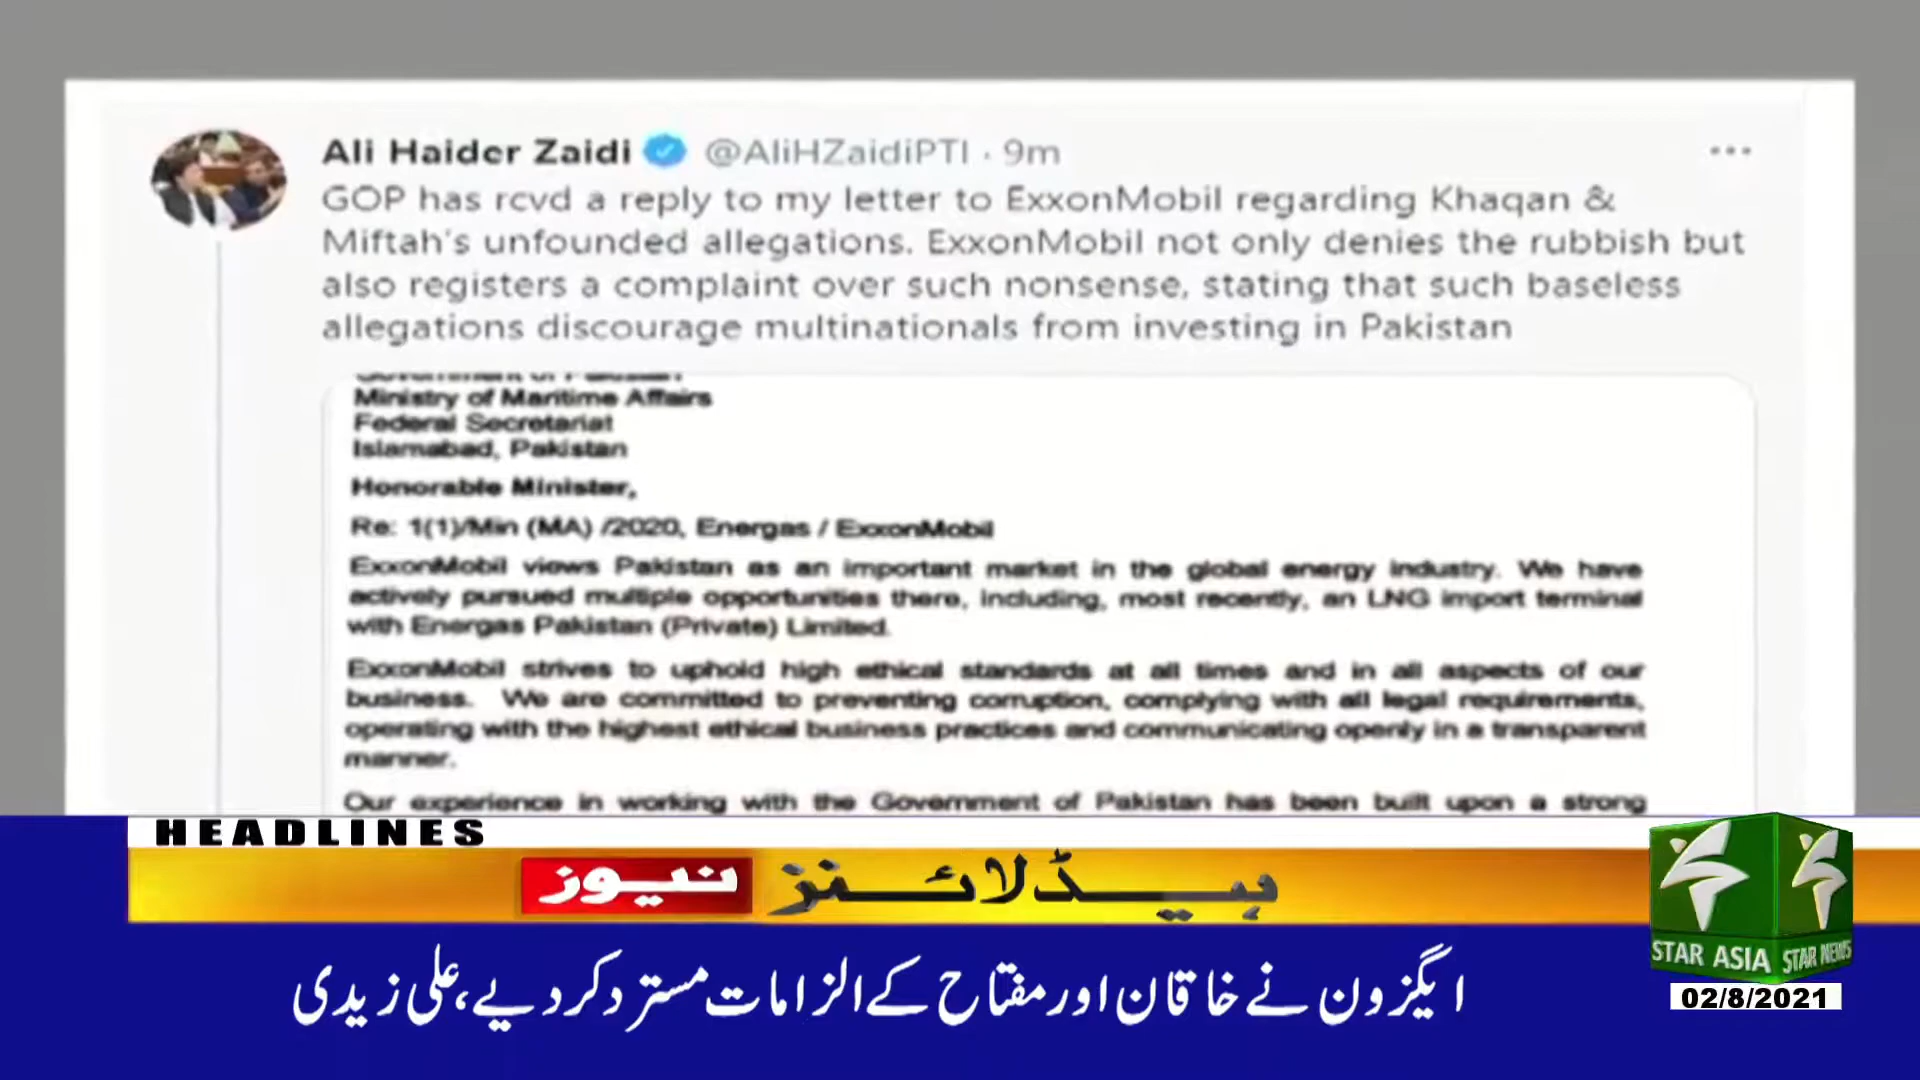 Ali Haider Zaidi @AliHZaidiPTI · 9m
GOP has rcvd a reply to my letter to ExxonMobil regarding Khaqan &
Miftah's unfounded allegations. ExxonMobil not only denies the rubbish but
also registers a complaint over such nonsense, stating that such baseless
allegations discourage multinationals from investing in Pakistan
Government of Pakistan
Ministry of Maritime Affairs
Federal Secretariat
Islamabad, Pakistan
Honorable Minister,
Re: 1(1)/Min (MA) /2020, Energas / ExxonMobil
ExxonMobil views Pakistan as an important market in the global energy industry. We have
actively pursued multiple opportunities there, including, most recently, an LNG import terminal
with Energas Pakistan (Private) Limited.
ExxonMobil strives to uphold high ethical standards at all times and in all aspects of our
business. We are committed to preventing corruption, complying with all legal requirements,
operating with the highest ethical business practices and communicating openly in a transparent
manner.
Our experience in working with the Government of Pakistan has been built upon a strong
HEADLINES
ہیڈلائنز نیوز
STAR ASIA STAR NEWS
ایگزون نے خاقان اور مفتاح کے الزامات مسترد کر دیے، علی زیدی
02/8/2021